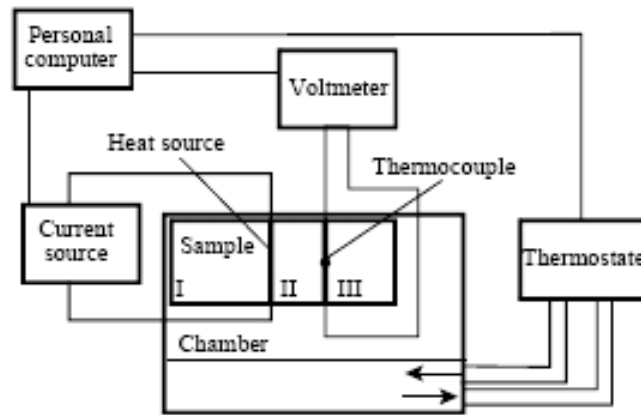 Personal
computer
Voltmeter
Heat source
Thermocouple
Current
source
Sample
I
II
III
Thermostate
Chamber